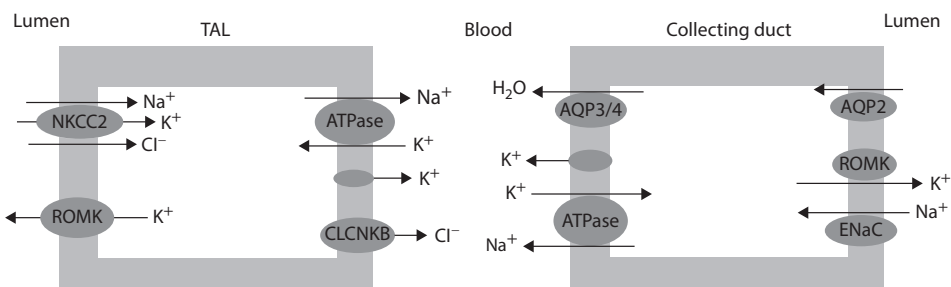 Lumen
TAL
Blood
Collecting duct
Lumen
Na⁺
NKCC2
K⁺
Cl⁻
ROMK
K⁺
Na⁺
ATPase
K⁺
K⁺
CLCNKB
Cl⁻
H₂O
AQP3/4
K⁺
K⁺
ATPase
Na⁺
AQP2
ROMK
K⁺
Na⁺
ENaC